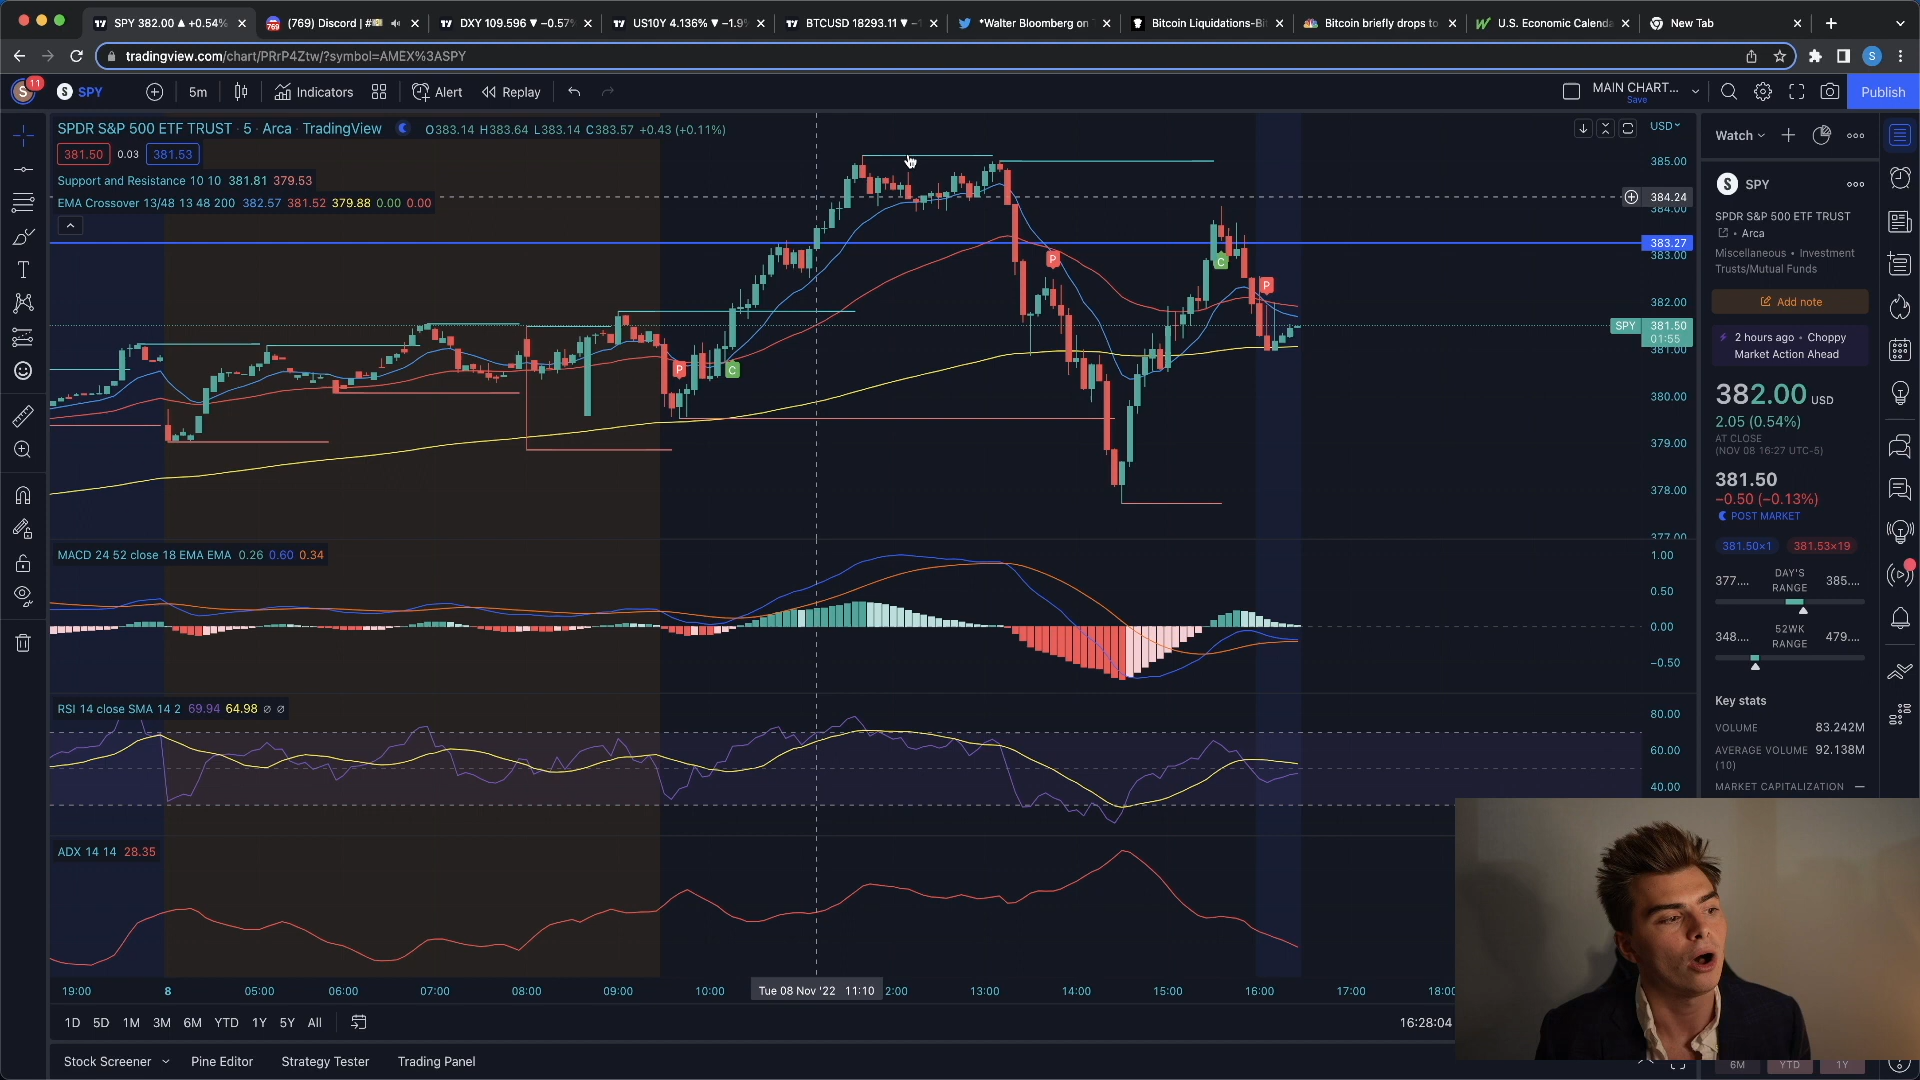 SPY 382.00 ▲ +0.54%
(769) Discord | #
DXY 109.596 ▼ −0.57%
US10Y 4.136% ▼ −1.9
BTCUSD 18293.11 ▼
*Walter Bloomberg on
Bitcoin Liquidations-Bi
Bitcoin briefly drops to
U.S. Economic Calenda
New Tab
tradingview.com/chart/PRrP4Ztw/?symbol=AMEX%3ASPY
11
SPY
5m
Indicators
Alert
Replay
MAIN CHART...
Save
Publish
SPDR S&P 500 ETF TRUST · 5 · Arca · TradingView
O383.14 H383.64 L383.14 C383.57 +0.43 (+0.11%)
381.50 0.03 381.53
Support and Resistance 10 10 381.81 379.53
EMA Crossover 13/48 13 48 200 382.57 381.52 379.88 0.00 0.00
USD
385.00
384.24
384.00
383.27
383.00
382.00
SPY 381.50
01:55
381.00
380.00
379.00
378.00
377.00
P
C
P
C
P
MACD 24 52 close 18 EMA EMA 0.26 0.60 0.34
1.00
0.50
0.00
−0.50
RSI 14 close SMA 14 2 69.94 64.98 ∅ ∅
80.00
60.00
40.00
ADX 14 14 28.35
19:00
8
05:00
06:00
07:00
08:00
09:00
10:00
Tue 08 Nov '22 11:10
2:00
13:00
14:00
15:00
16:00
17:00
18:0
1D 5D 1M 3M 6M YTD 1Y 5Y All
16:28:04
Stock Screener
Pine Editor
Strategy Tester
Trading Panel
Watch
SPY
SPDR S&P 500 ETF TRUST
Arca
Miscellaneous • Investment
Trusts/Mutual Funds
Add note
2 hours ago • Choppy
Market Action Ahead
382.00 USD
2.05 (0.54%)
AT CLOSE
(NOV 08 16:27 UTC-5)
381.50
−0.50 (−0.13%)
POST MARKET
381.50×1
381.53×19
377.... DAY'S RANGE 385....
348.... 52WK RANGE 479....
Key stats
VOLUME 83.242M
AVERAGE VOLUME (10) 92.138M
MARKET CAPITALIZATION —
6M YTD 1Y